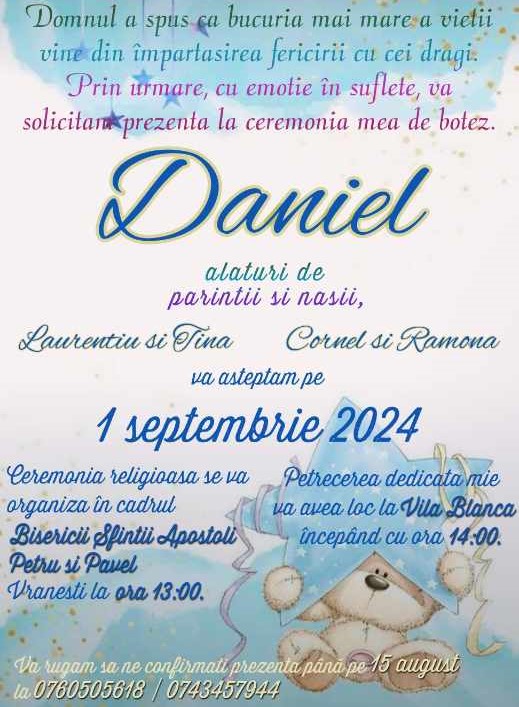 Domnul a spus ca bucuria mai mare a vietii
vine din împartasirea fericirii cu cei dragi.
Prin urmare, cu emotie în suflete, va
solicitam prezenta la ceremonia mea de botez.
Daniel
alaturi de
parintii si nasii,
Laurentiu si Tina Cornel si Ramona
va asteptam pe
1 septembrie 2024
Ceremonia religioasa se va
organiza în cadrul
Bisericii Sfintii Apostoli
Petru si Pavel
Vranesti la ora 13:00.
Petrecerea dedicata mie
va avea loc la Vila Blanca
începând cu ora 14:00.
Va rugam sa ne confirmati prezenta până pe 15 august
la 0760505618 / 0743457944